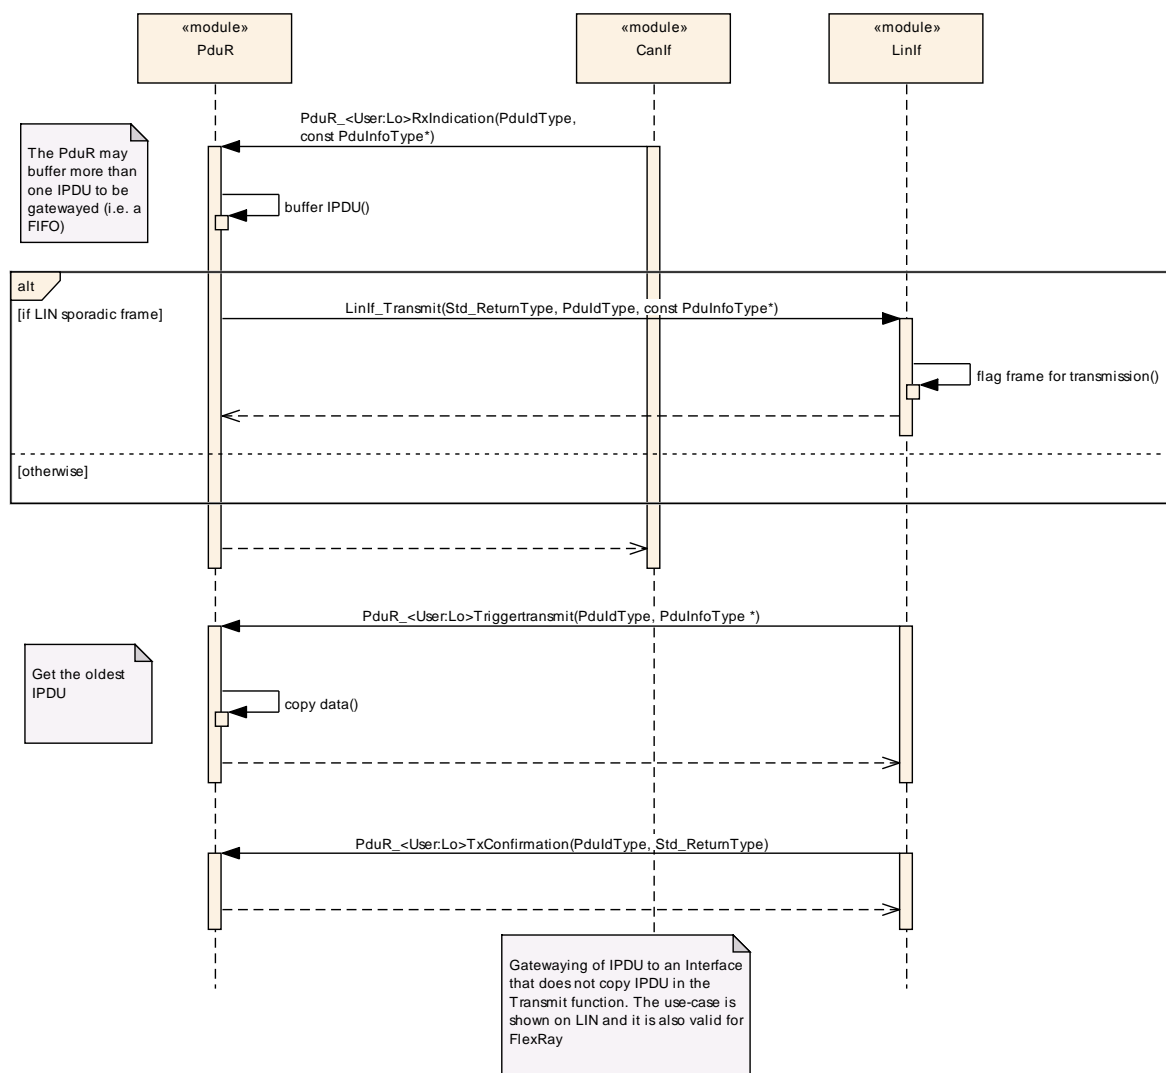 «module»
PduR
«module»
CanIf
«module»
LinIf
PduR_<User:Lo>RxIndication(PduIdType,
const PduInfoType*)
The PduR may
buffer more than
one IPDU to be
gatewayed (i.e. a
FIFO)
buffer IPDU()
alt
[if LIN sporadic frame]
LinIf_Transmit(Std_ReturnType, PduIdType, const PduInfoType*)
flag frame for transmission()
[otherwise]
PduR_<User:Lo>Triggertransmit(PduIdType, PduInfoType *)
Get the oldest
IPDU
copy data()
PduR_<User:Lo>TxConfirmation(PduIdType, Std_ReturnType)
Gatewaying of IPDU to an Interface
that does not copy IPDU in the
Transmit function. The use-case is
shown on LIN and it is also valid for
FlexRay